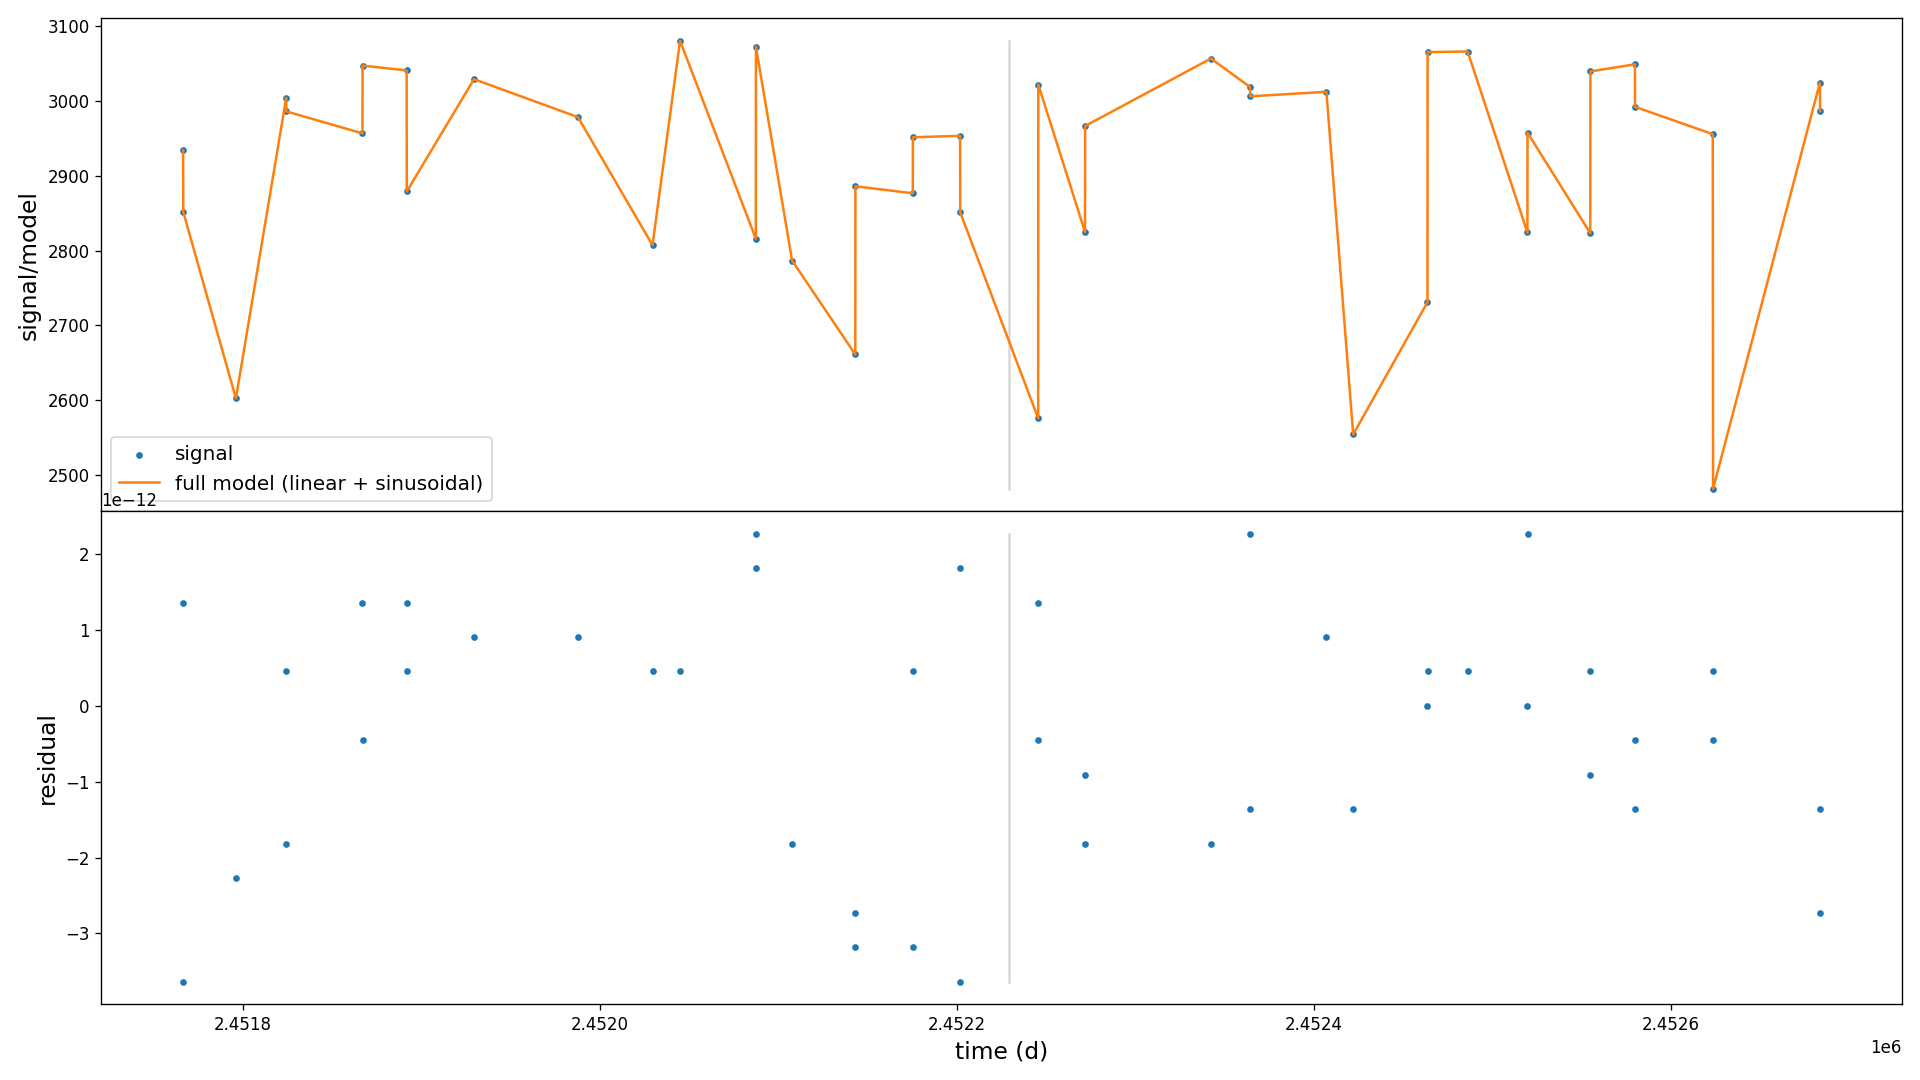 3100
3000
2900
2800
2700
2600
2500
signal/model
signal
full model (linear + sinusoidal)
1e−12
2
1
0
−1
−2
−3
residual
2.4518
2.4520
2.4522
2.4524
2.4526
time (d)
1e6